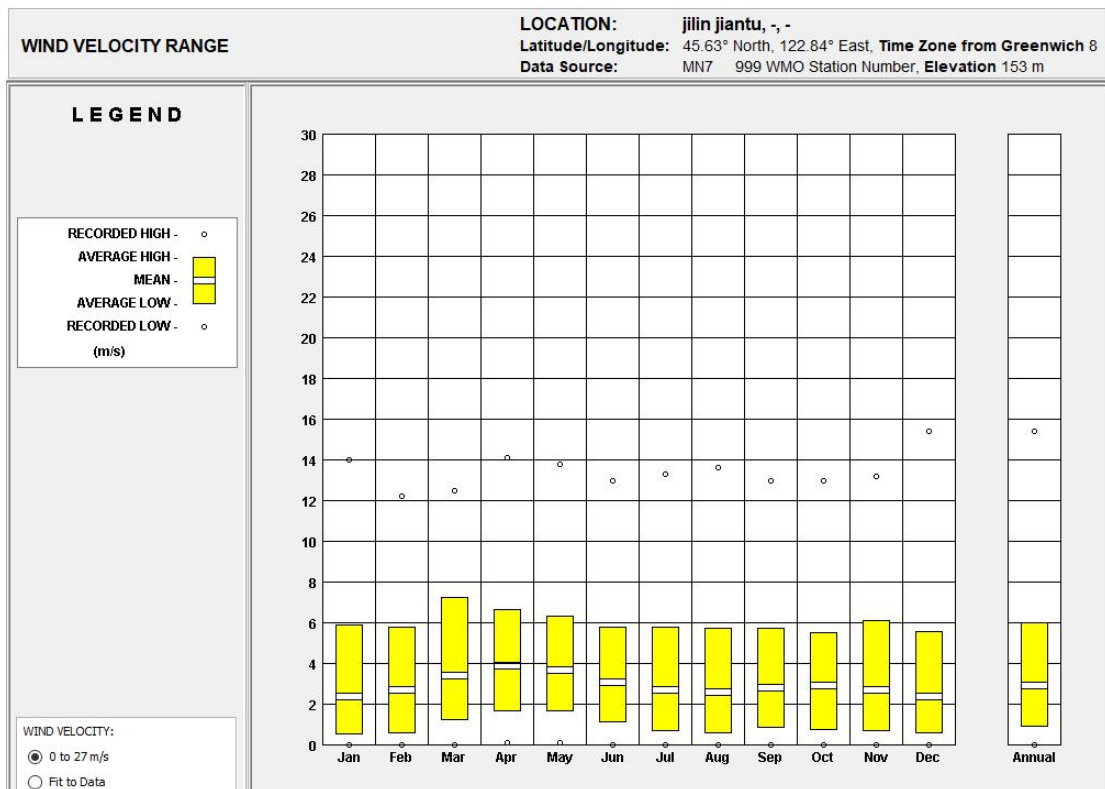 WIND VELOCITY RANGE
LOCATION: jilin jiantu, -, -
Latitude/Longitude: 45.63° North, 122.84° East, Time Zone from Greenwich 8
Data Source: MN7 999 WMO Station Number, Elevation 153 m
LEGEND
RECORDED HIGH -
AVERAGE HIGH -
MEAN -
AVERAGE LOW -
RECORDED LOW -
(m/s)
WIND VELOCITY:
0 to 27 m/s
Fit to Data
30
28
26
24
22
20
18
16
14
12
10
8
6
4
2
0
Jan Feb Mar Apr May Jun Jul Aug Sep Oct Nov Dec Annual